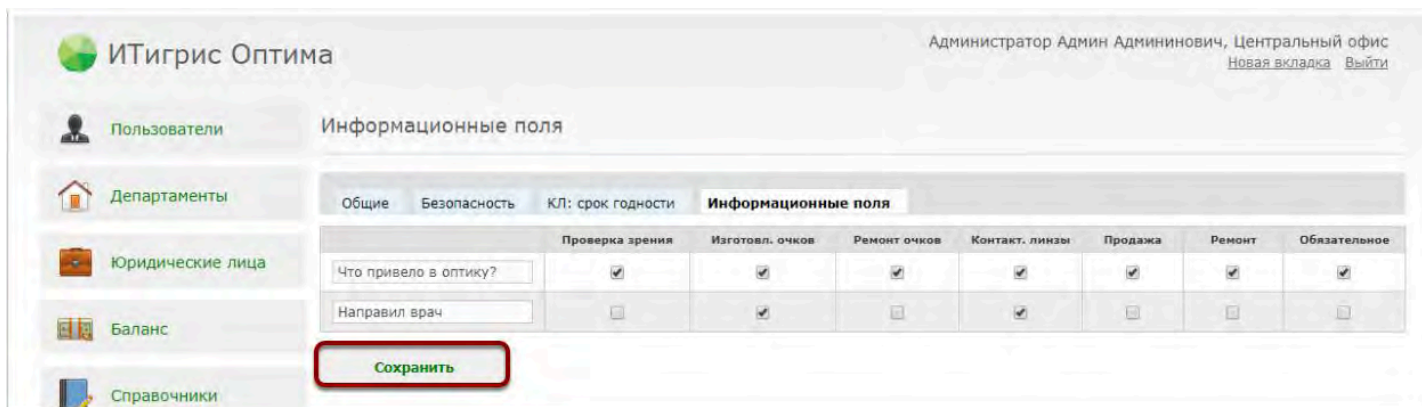 ИТигрис Оптима
Администратор Админ Админинович, Центральный офис
Новая вкладка Выйти
Пользователи
Департаменты
Юридические лица
Баланс
Справочники
Информационные поля
Общие Безопасность КЛ: срок годности Информационные поля
Проверка зрения Изготовл. очков Ремонт очков Контакт. линзы Продажа Ремонт Обязательное
Что привело в оптику?
Направил врач
Сохранить